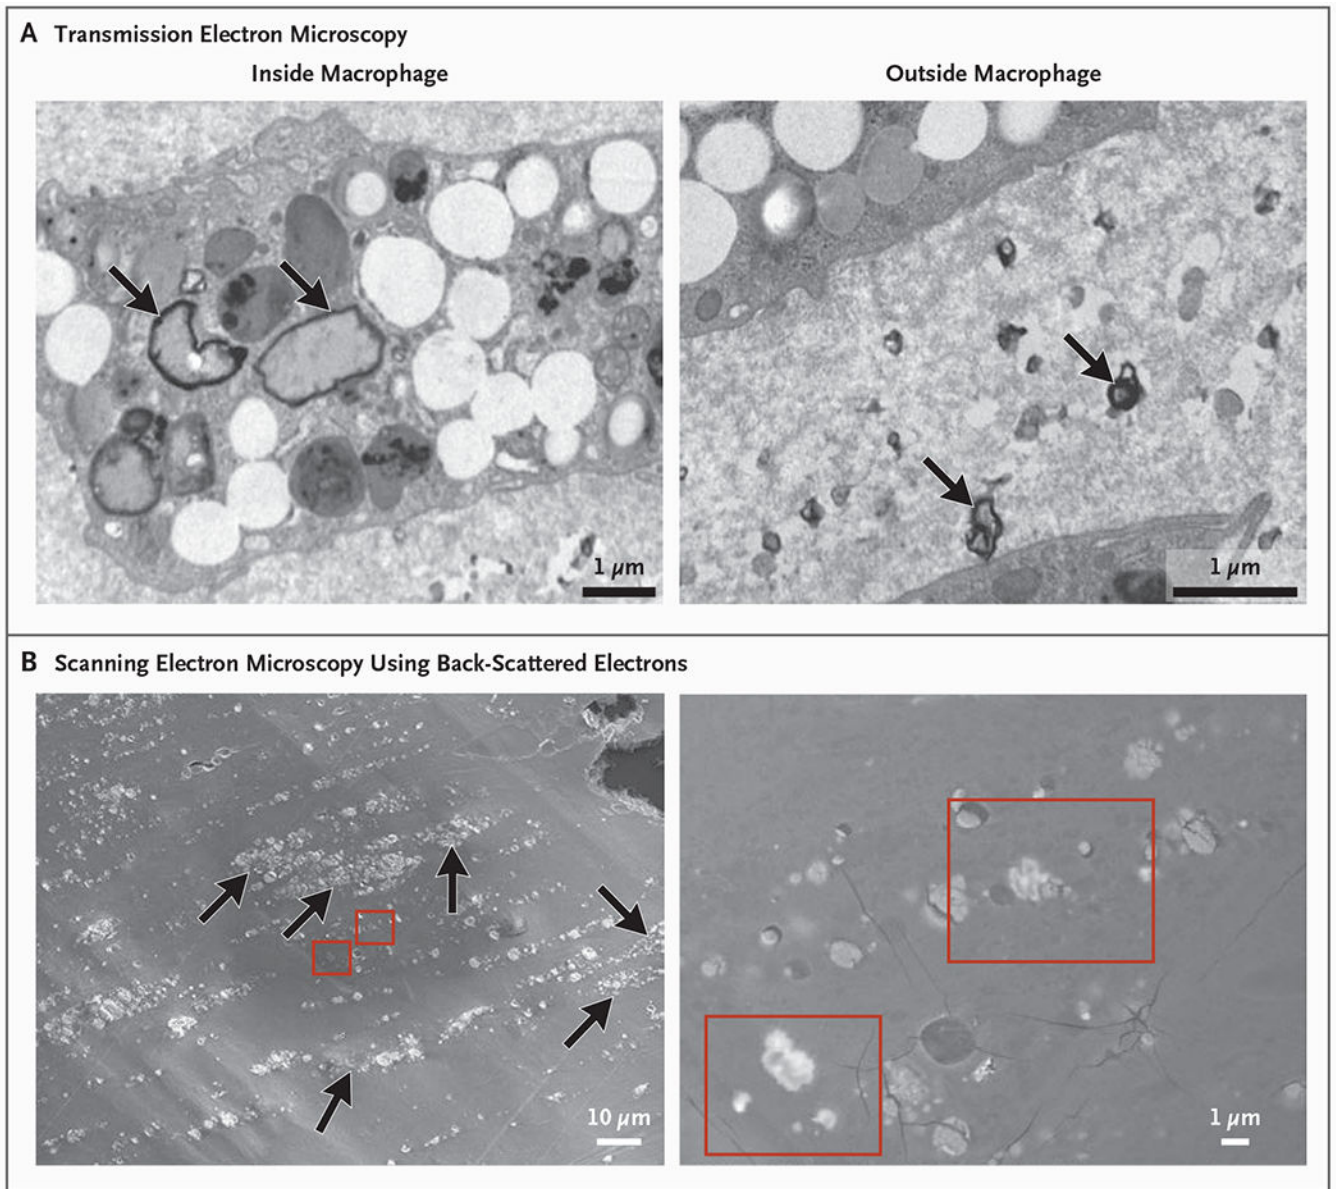 A Transmission Electron Microscopy
Inside Macrophage
Outside Macrophage
1 µm
1 µm
B Scanning Electron Microscopy Using Back-Scattered Electrons
10 µm
1 µm